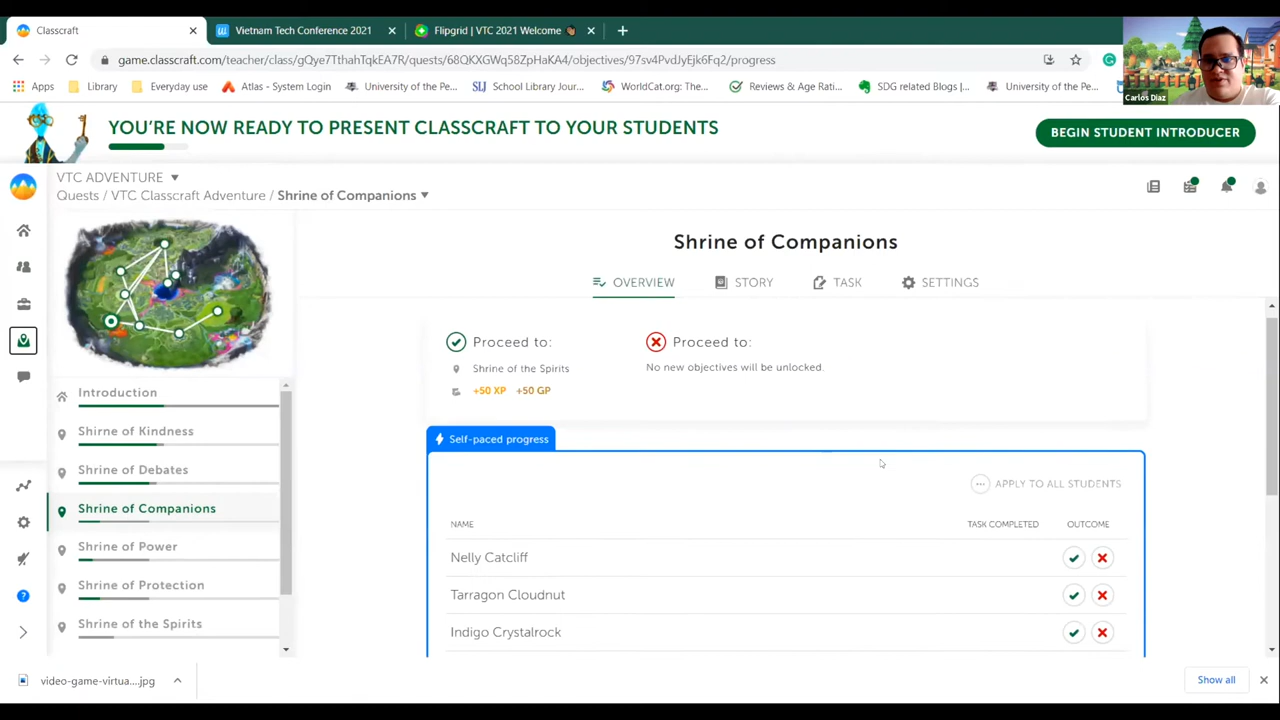 Classcraft
Vietnam Tech Conference 2021
Flipgrid | VTC 2021 Welcome
game.classcraft.com/teacher/class/gQye7TthahTqkEA7R/quests/68QKXGWq58ZpHaKA4/objectives/97sv4PvdJyEjk6Fq2/progress
Apps
Library
Everyday use
Atlas - System Login
University of the Pe...
School Library Jour...
WorldCat.org: The...
Reviews & Age Rati...
SDG related Blogs |...
University of the Pe...
Carlos Diaz
YOU'RE NOW READY TO PRESENT CLASSCRAFT TO YOUR STUDENTS
BEGIN STUDENT INTRODUCER
VTC ADVENTURE
Quests / VTC Classcraft Adventure / Shrine of Companions
Shrine of Companions
OVERVIEW
STORY
TASK
SETTINGS
Proceed to:
Shrine of the Spirits
+50 XP +50 GP
Proceed to:
No new objectives will be unlocked.
Introduction
Shirne of Kindness
Shrine of Debates
Shrine of Companions
Shrine of Power
Shrine of Protection
Shrine of the Spirits
Self-paced progress
APPLY TO ALL STUDENTS
NAME
TASK COMPLETED
OUTCOME
Nelly Catcliff
Tarragon Cloudnut
Indigo Crystalrock
video-game-virtua....jpg
Show all